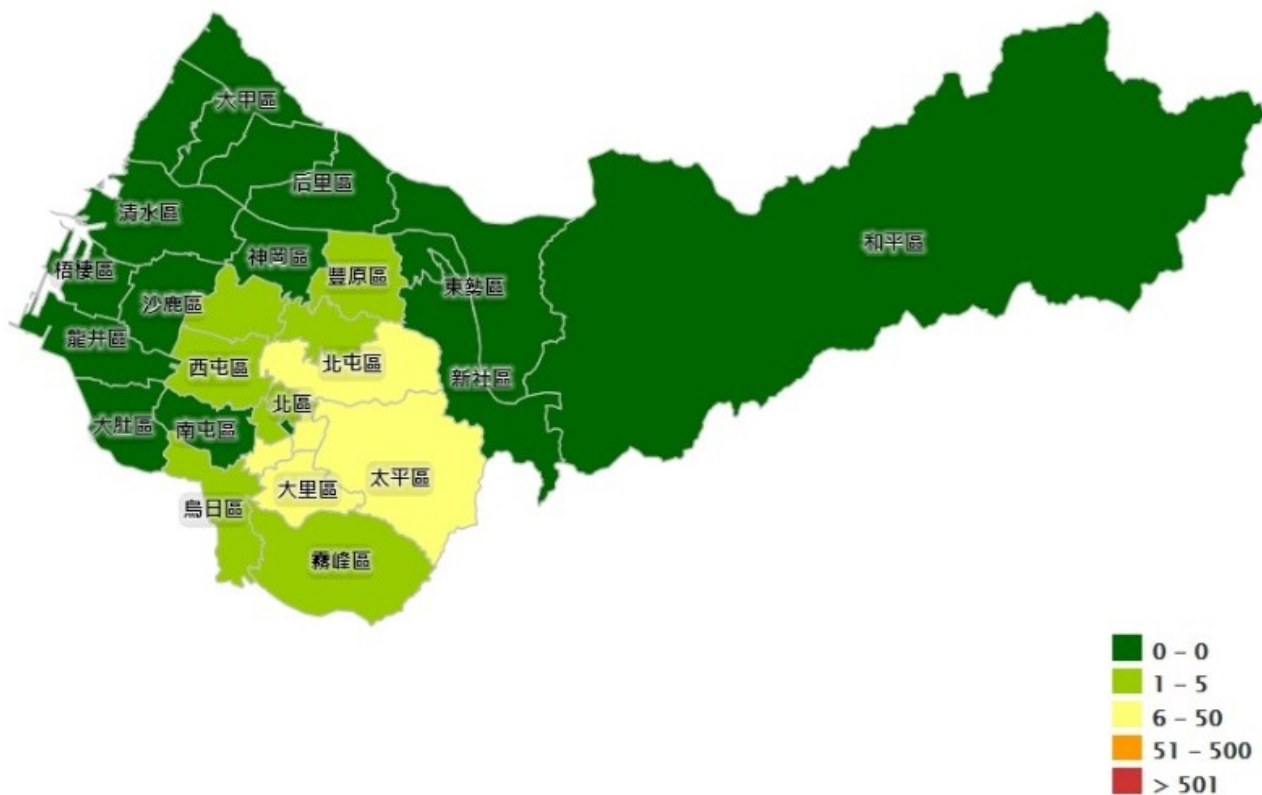 大甲區
后里區
清水區
和平區
神岡區
梧棲區
豐原區
東勢區
沙鹿區
龍井區
西屯區
北屯區
新社區
北區
大肚區
南屯區
太平區
大里區
烏日區
霧峰區
0 – 0
1 – 5
6 – 50
51 – 500
> 501